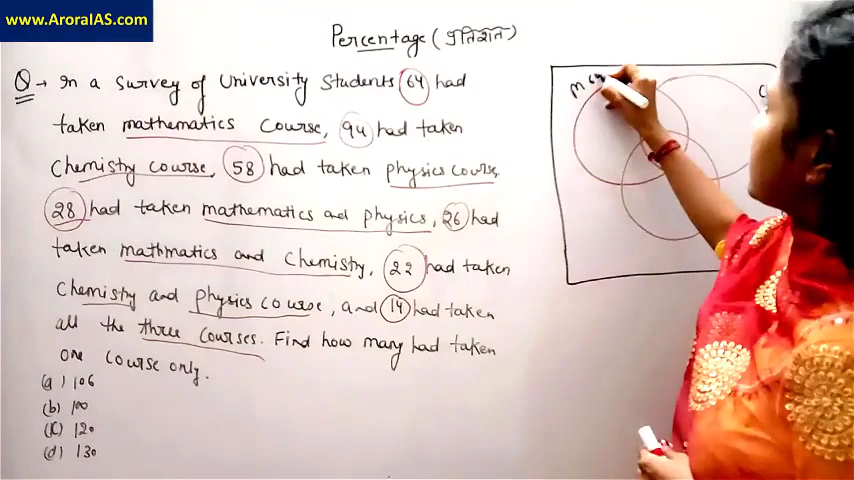 www.AroraIAS.com
Percentage (प्रतिशत)
Q → In a survey of University Students 64 had
taken mathematics course, 94 had taken
Chemistry course, 58 had taken physics course,
28 had taken mathematics and physics, 26 had
taken mathmatics and Chemistry, 22 had taken
Chemistry and physics course, and 14 had taken
all the three courses. Find how many had taken
one course only.
(a) 106
(b) 100
(c) 120
(d) 130
M 64
C